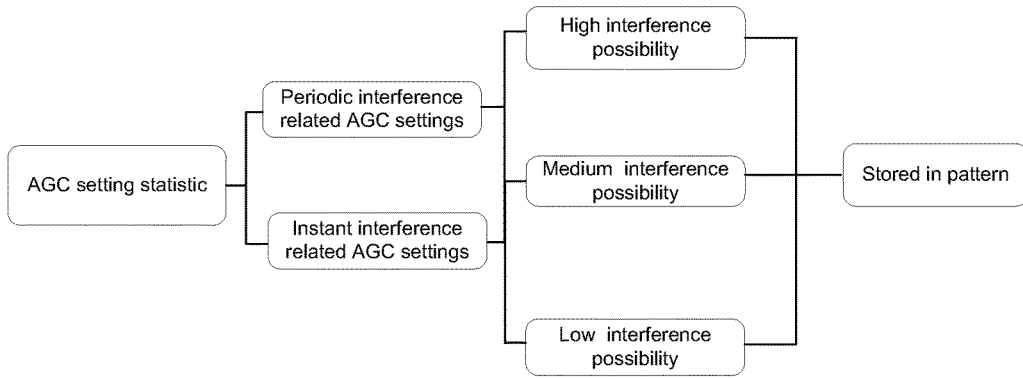 AGC setting statistic
Periodic interference
related AGC settings
Instant interference
related AGC settings
High interference
possibility
Medium interference
possibility
Low interference
possibility
Stored in pattern